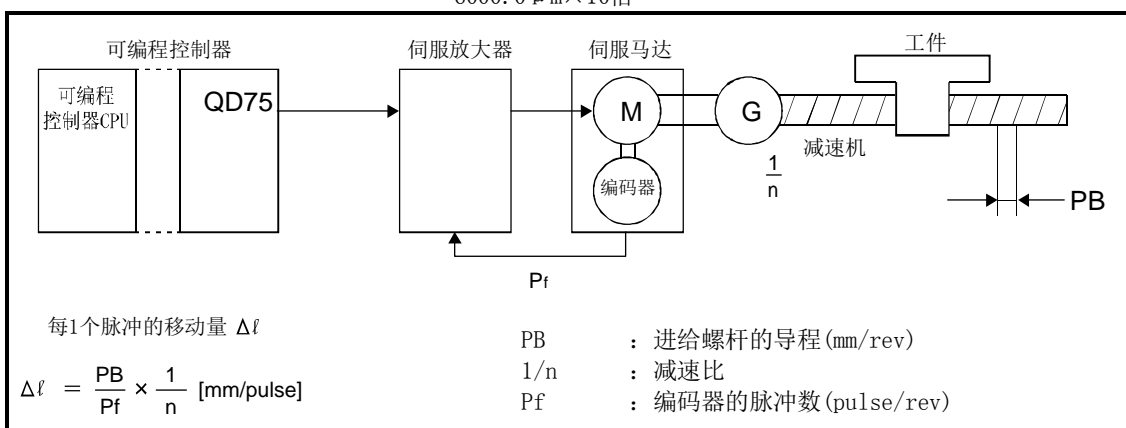 可编程控制器
伺服放大器
伺服马达
工件
可编程
控制器CPU
QD75
M
G
减速机
1
n
编码器
PB
Pf
每1个脉冲的移动量 Δℓ
Δℓ = PB/Pf × 1/n [mm/pulse]
PB : 进给螺杆的导程(mm/rev)
1/n : 减速比
Pf : 编码器的脉冲数(pulse/rev)